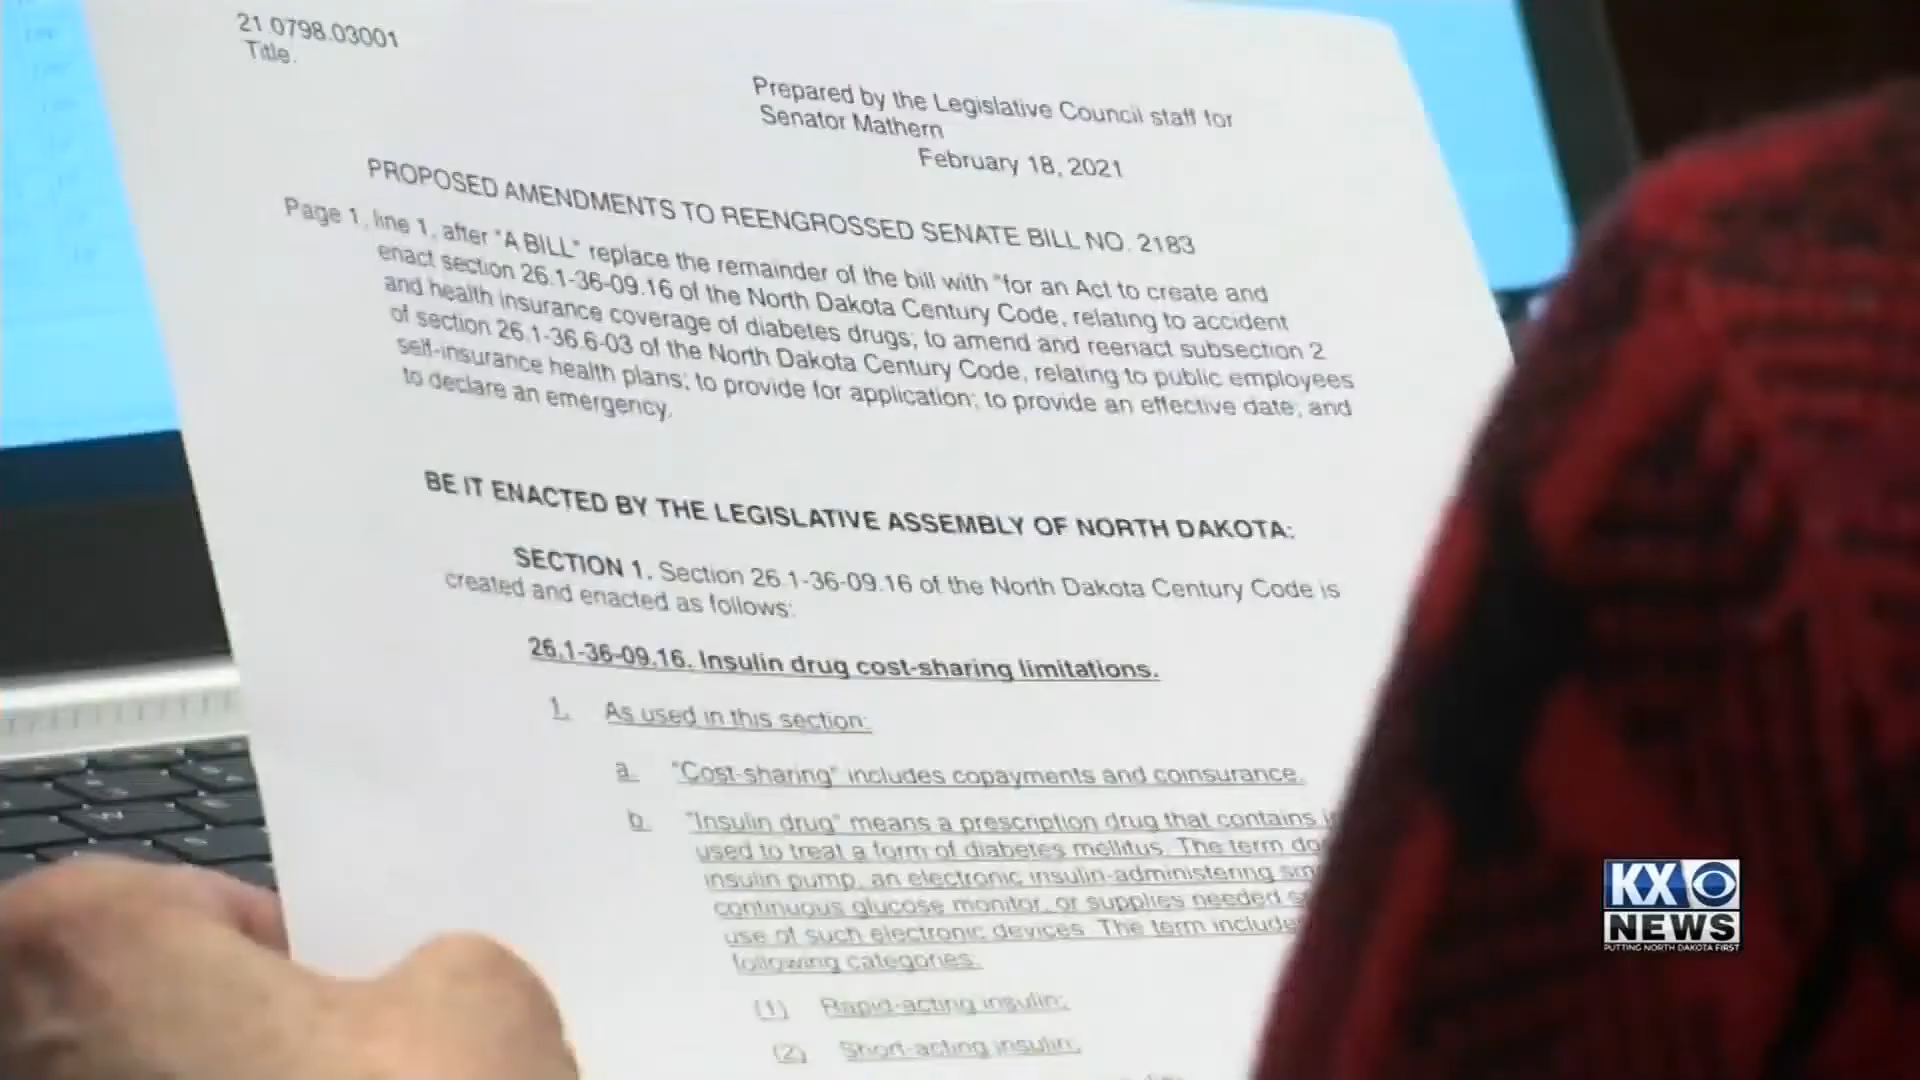 21.0798.03001
Title.
Prepared by the Legislative Council staff for
Senator Mathern
February 18, 2021
PROPOSED AMENDMENTS TO REENGROSSED SENATE BILL NO. 2183
Page 1, line 1, after "A BILL" replace the remainder of the bill with "for an Act to create and
enact section 26.1-36-09.16 of the North Dakota Century Code, relating to accident
and health insurance coverage of diabetes drugs; to amend and reenact subsection 2
of section 26.1-36.6-03 of the North Dakota Century Code, relating to public employees
self-insurance health plans; to provide for application; to provide an effective date; and
to declare an emergency.
BE IT ENACTED BY THE LEGISLATIVE ASSEMBLY OF NORTH DAKOTA:
SECTION 1. Section 26.1-36-09.16 of the North Dakota Century Code is
created and enacted as follows:
26.1-36-09.16. Insulin drug cost-sharing limitations.
1. As used in this section:
a. "Cost-sharing" includes copayments and coinsurance.
b. "Insulin drug" means a prescription drug that contains
used to treat a form of diabetes mellitus. The term
insulin pump, an electronic insulin-administering
continuous glucose monitor, or supplies needed
use of such electronic devices. The term
following categories:
(1) Rapid-acting insulin;
(2) Short-acting insulin;
KX NEWS
PUTTING NORTH DAKOTA FIRST